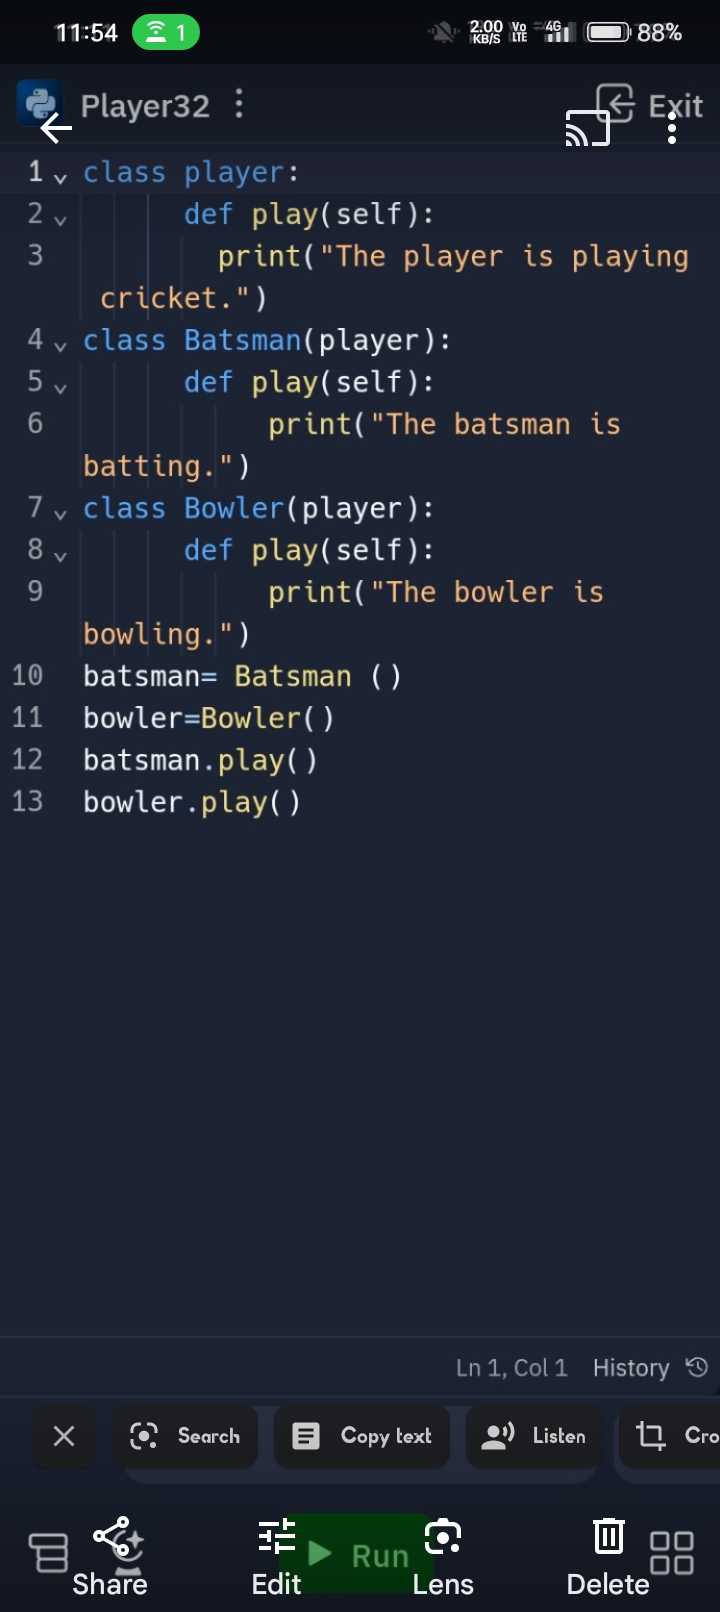 11:54 1 2.00 KB/S Vo LTE 4G 88%
Player32 Exit
1 class player:
2 def play(self):
3 print("The player is playing
cricket.")
4 class Batsman(player):
5 def play(self):
6 print("The batsman is
batting.")
7 class Bowler(player):
8 def play(self):
9 print("The bowler is
bowling.")
10 batsman= Batsman ()
11 bowler=Bowler()
12 batsman.play()
13 bowler.play()
Ln 1, Col 1 History
Search Copy text Listen Cro
Run
Share Edit Lens Delete